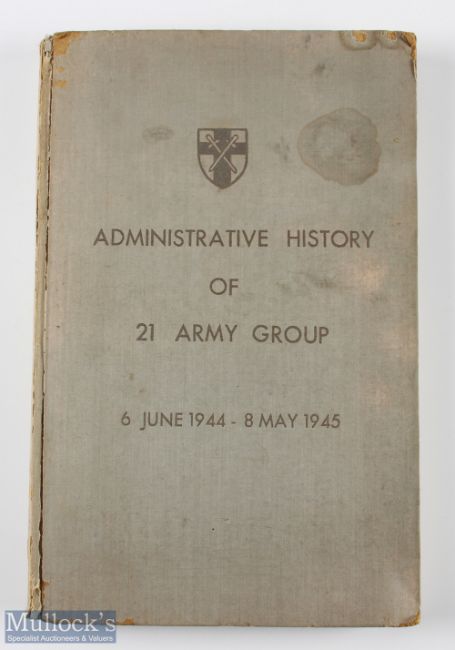 ADMINISTRATIVE HISTORY
OF
21 ARMY GROUP
6 JUNE 1944 - 8 MAY 1945
Mullock's
Specialist Auctioneers & Valuers